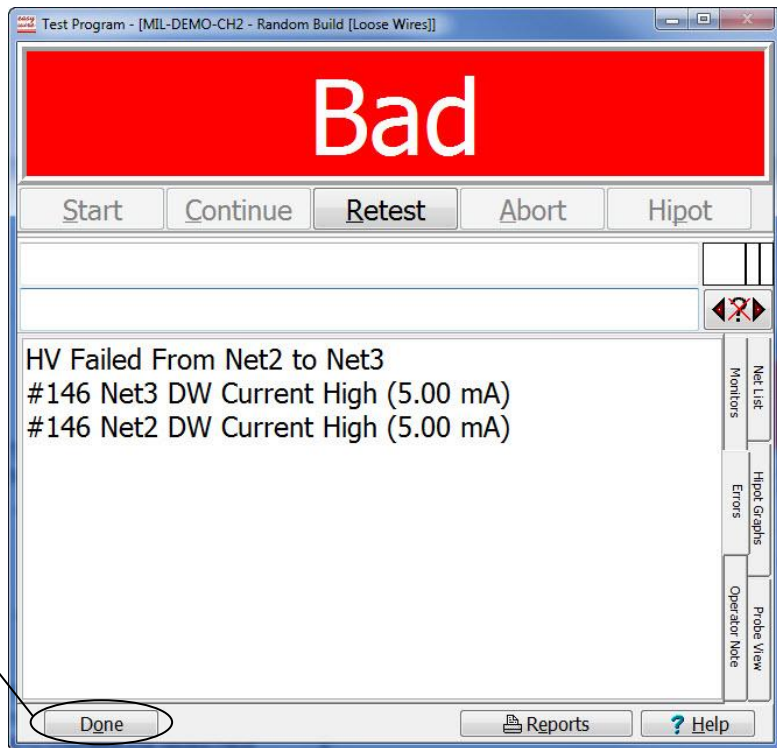 easy wire Test Program - [MIL-DEMO-CH2 - Random Build [Loose Wires]]
Bad
Start Continue Retest Abort Hipot
?
HV Failed From Net2 to Net3
#146 Net3 DW Current High (5.00 mA)
#146 Net2 DW Current High (5.00 mA)
Monitors
Net List
Errors
Hipot Graphs
Operator Note
Probe View
Done Reports ? Help